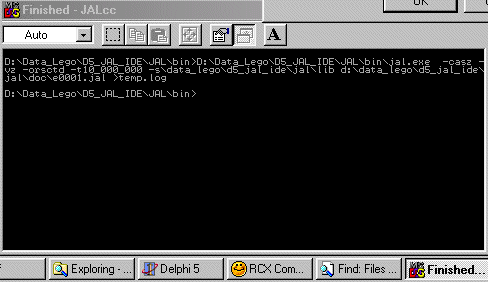 OK
Finished - JALcc
Auto
A
D:\Data_Lego\D5_JAL_IDE\JAL\bin>D:\Data_Lego\D5_JAL_IDE\JAL\bin\jal.exe -casz -
vz -orsctd -t10_000_000 -s\data_lego\d5_jal_ide\jal\lib d:\data_lego\d5_jal_ide\
jal\doc\e0001.jal >temp.log
D:\Data_Lego\D5_JAL_IDE\JAL\bin>
Exploring - ...
Delphi 5
RCX Com...
Find: Files ...
Finished...